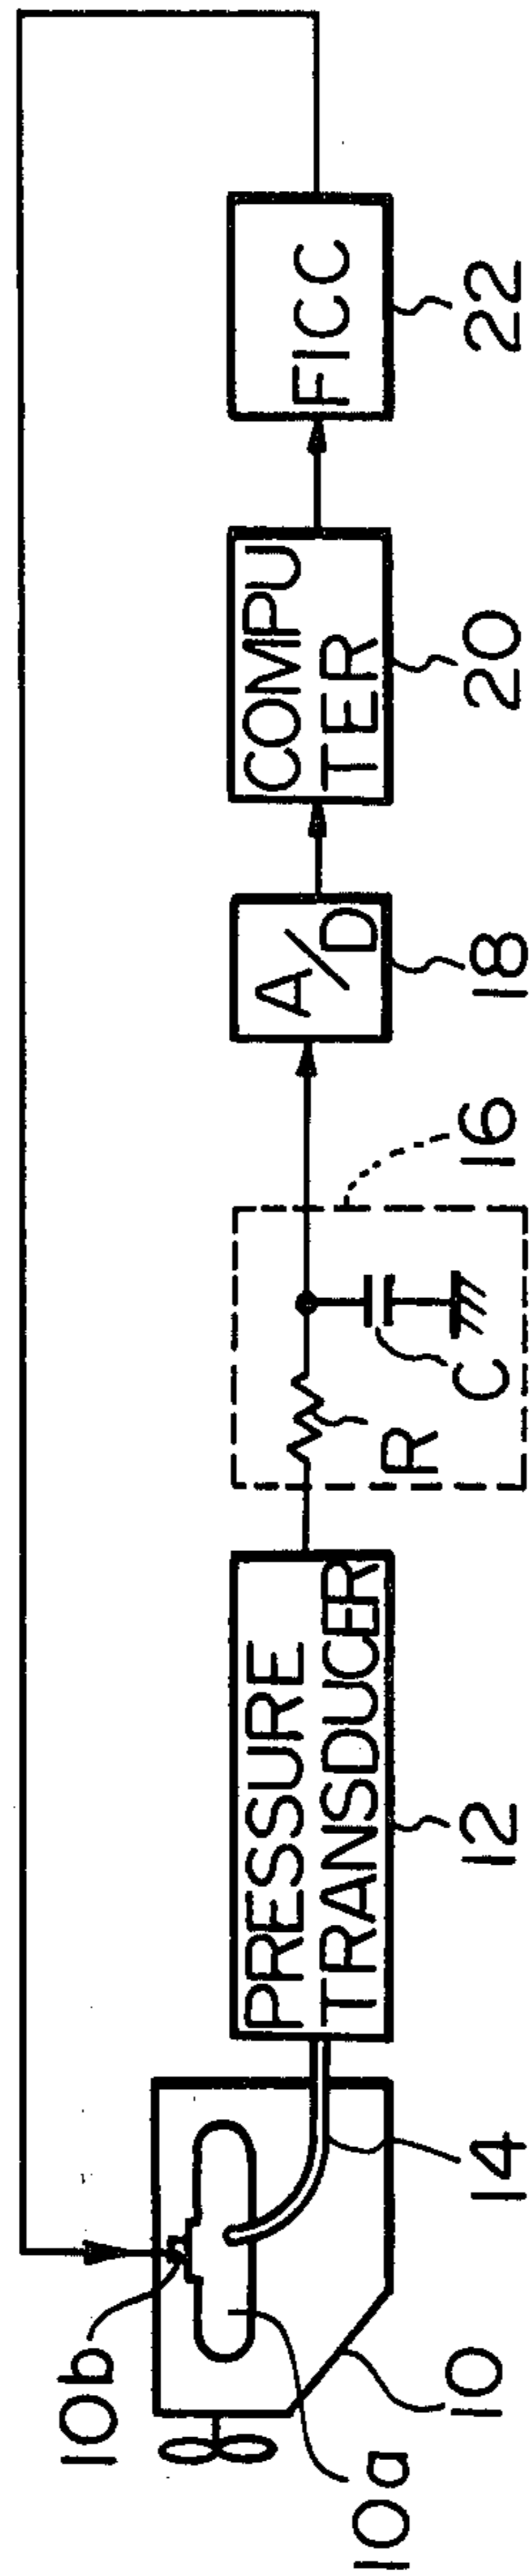 10b
10a
10
14
PRESSURE
TRANSDUCER
12
R
C
16
A/D
18
COMPU
TER
20
FICC
22